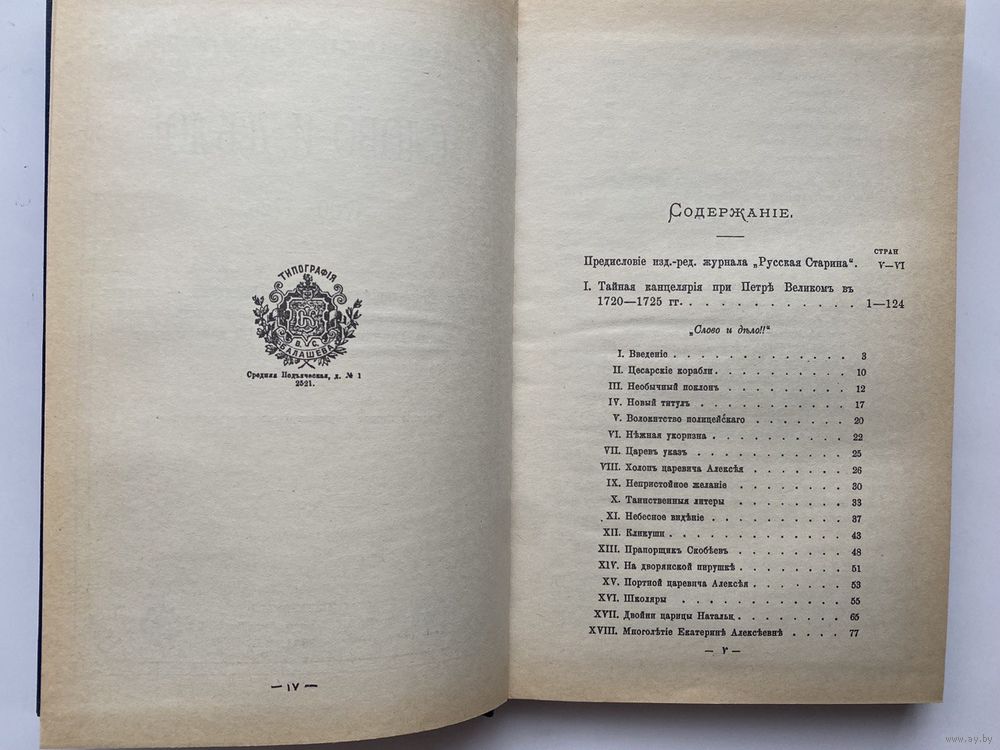 ТИПОГРАФІЯ
В. С.
БАЛАШЕВА
Средняя Подъяческая, д. № 1
2521.
— IV —
Содержаніе.
СТРАН
Предисловіе изд.-ред. журнала „Русская Старина“. V—VI
I. Тайная канцелярія при Петрѣ Великомъ въ
1720—1725 гг. . . . . . . . . . . . . 1—124
„Слово и дѣло!!“
I. Введеніе . . . . . . . . . . . 3
II. Цесарскіе корабли . . . . . . . . 10
III. Необычный поклонъ . . . . . . . . 12
IV. Новый титулъ . . . . . . . . . . 17
V. Волокитство полицейскаго . . . . . . 20
VI. Нѣжная укоризна . . . . . . . . . 22
VII. Царевъ указъ . . . . . . . . . . 25
VIII. Холопъ царевича Алексѣя . . . . . . 26
IX. Непристойное желаніе . . . . . . . 30
X. Таинственныя литеры . . . . . . . 33
XI. Небесное видѣніе . . . . . . . . . 37
XII. Кликуши . . . . . . . . . . . 43
XIII. Прапорщикъ Скобѣевъ . . . . . . . 48
XIV. На дворянской пирушкѣ . . . . . . . 51
XV. Портной царевича Алексѣя . . . . . . 53
XVI. Школяры . . . . . . . . . . . 55
XVII. Двойни царицы Натальи . . . . . . . 65
XVIII. Многолѣтіе Екатеринѣ Алексѣевнѣ . . . . 77
— V —
www.ay.by